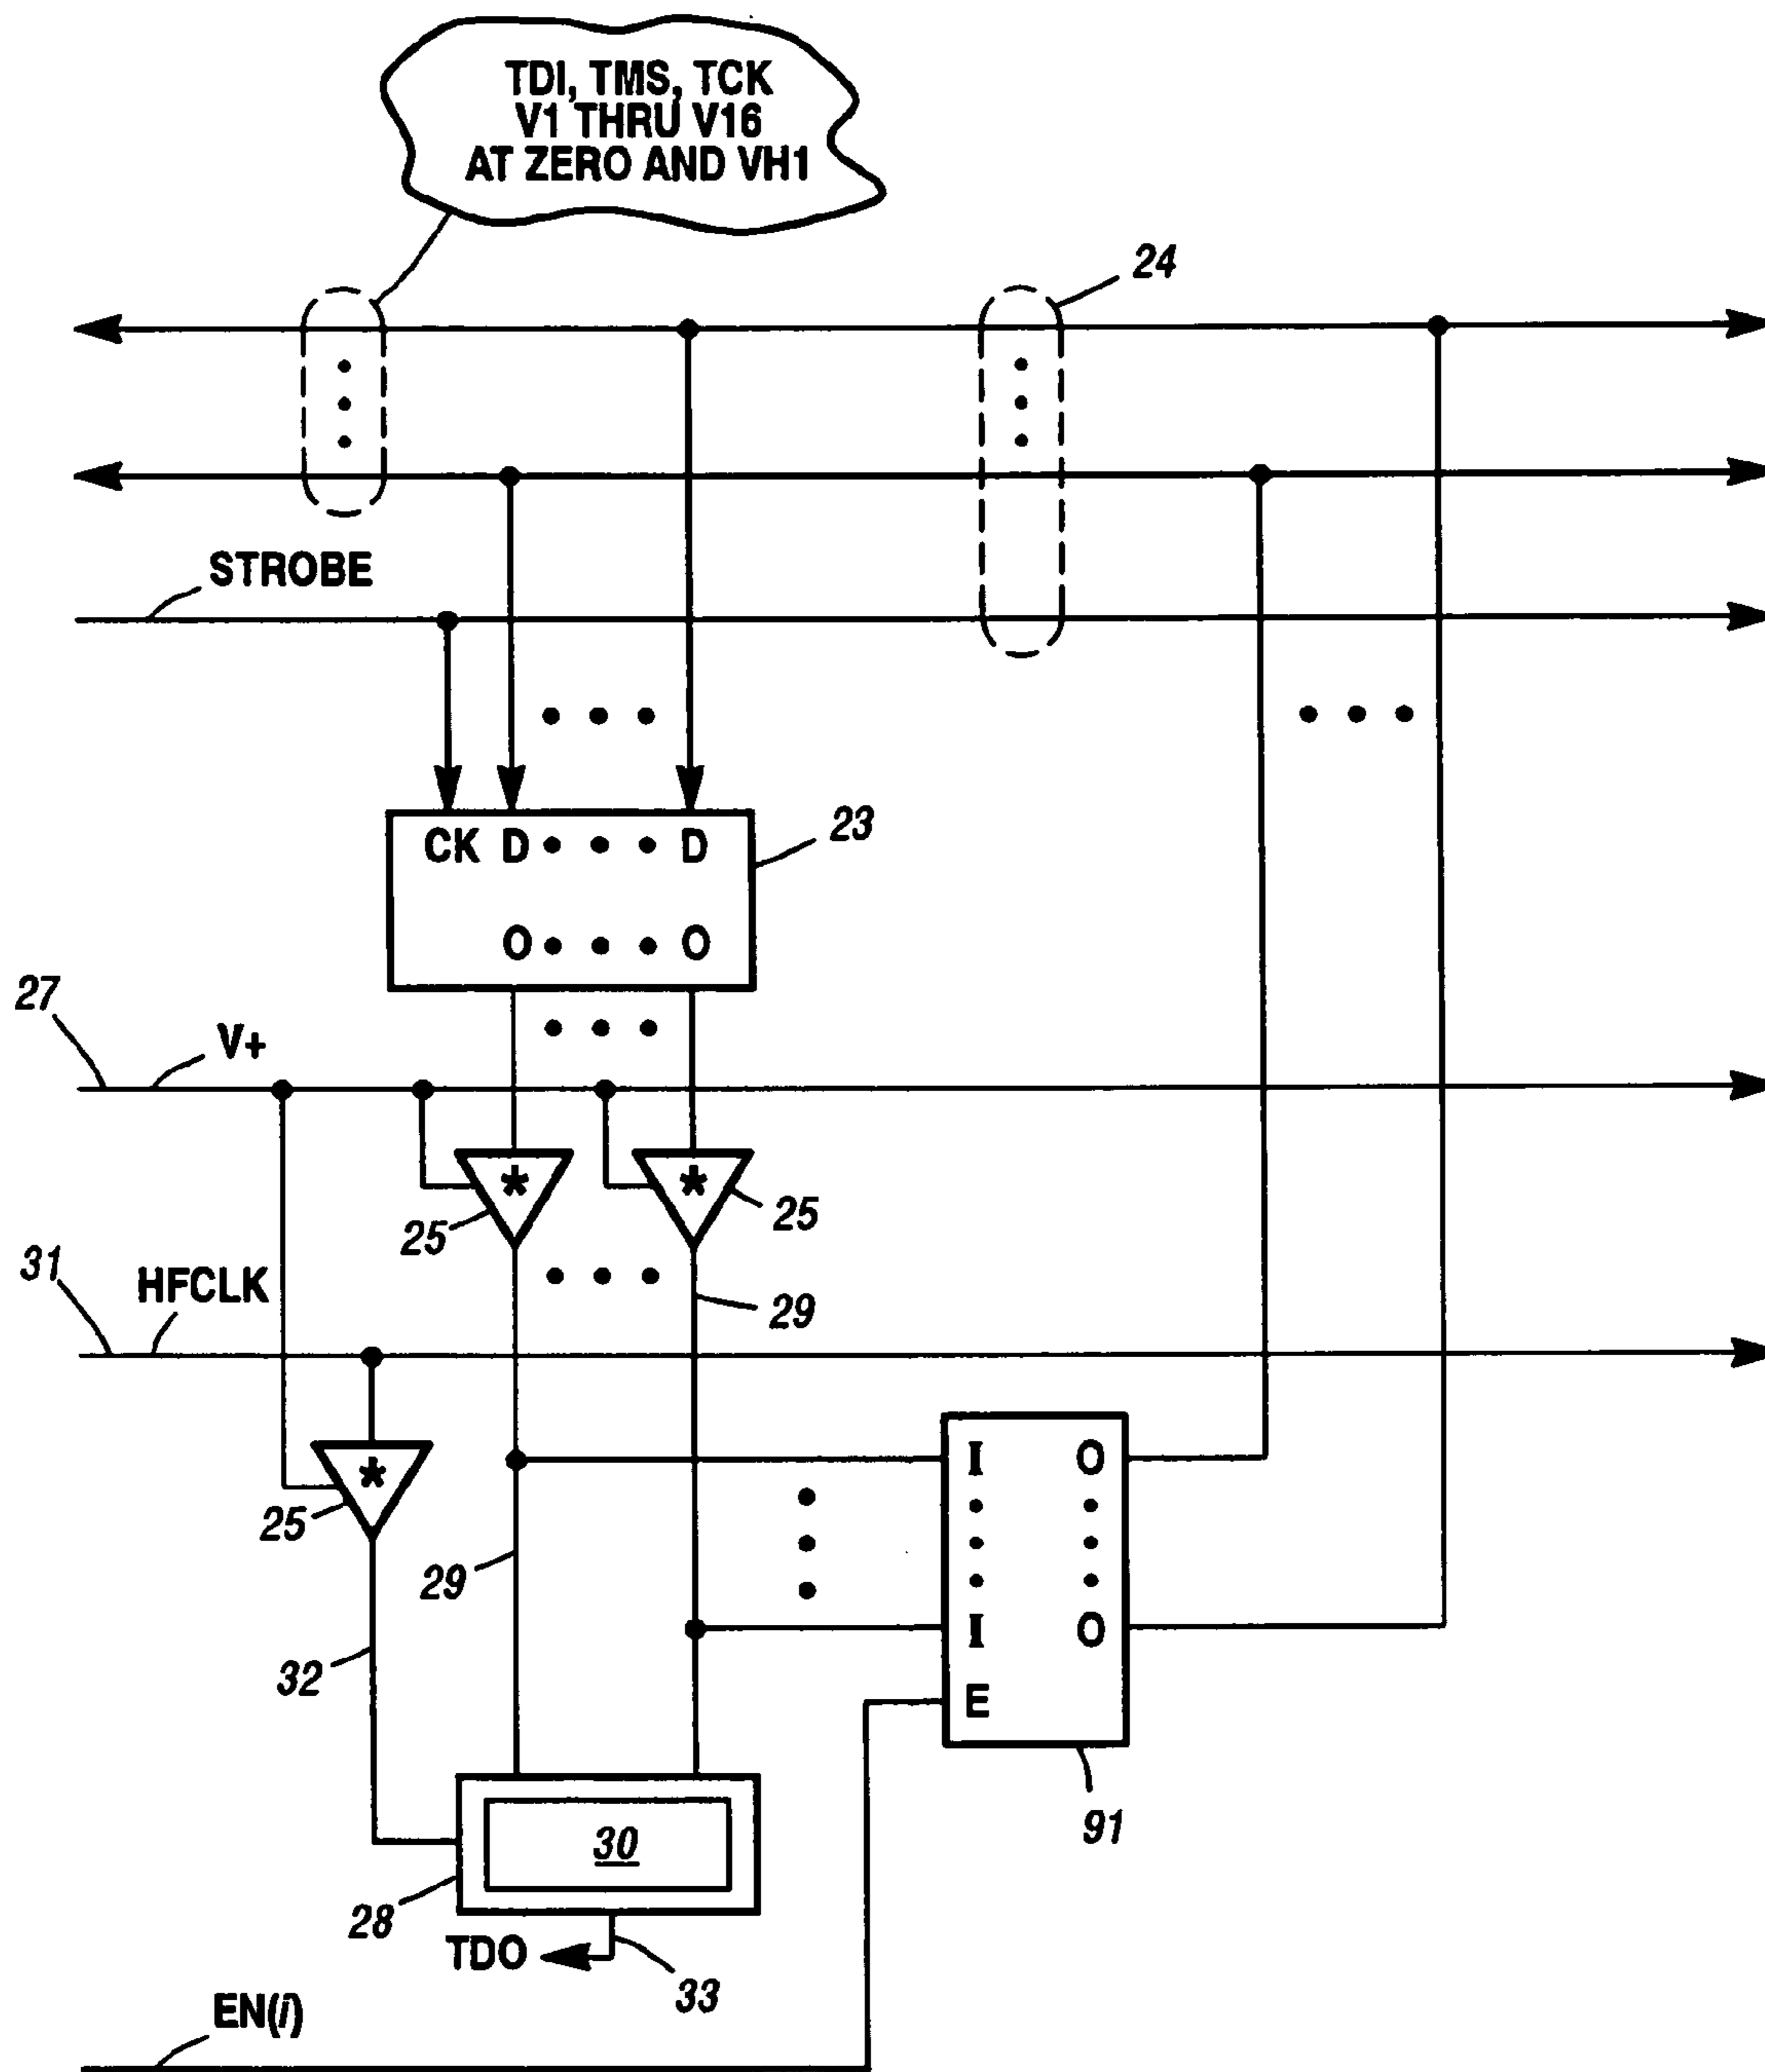 TDI, TMS, TCK
V1 THRU V16
AT ZERO AND VH1
24
STROBE
CK D D
23
O O
27
V+
* *
25 25
31
HFCLK
29
I O
*
25
29
I O
32
E
91
30
28
TDO
33
EN(i)